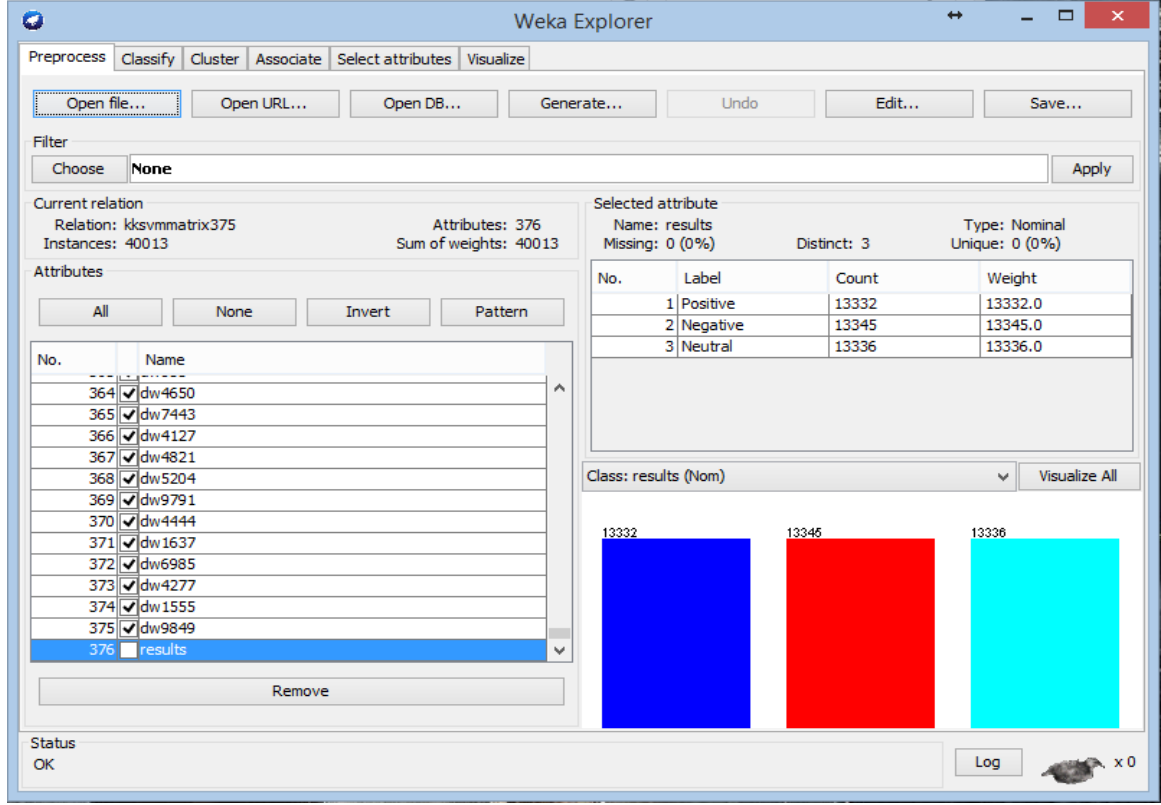 Weka Explorer
Preprocess Classify Cluster Associate Select attributes Visualize
Open file... Open URL... Open DB... Generate... Undo Edit... Save...
Filter
Choose None Apply
Current relation
Relation: kksvmmatrix375 Attributes: 376
Instances: 40013 Sum of weights: 40013
Attributes
All None Invert Pattern
No. Name
364 dw4650
365 dw7443
366 dw4127
367 dw4821
368 dw5204
369 dw9791
370 dw4444
371 dw1637
372 dw6985
373 dw4277
374 dw1555
375 dw9849
376 results
Remove
Selected attribute
Name: results Type: Nominal
Missing: 0 (0%) Distinct: 3 Unique: 0 (0%)
No. Label Count Weight
1 Positive 13332 13332.0
2 Negative 13345 13345.0
3 Neutral 13336 13336.0
Class: results (Nom) Visualize All
13332 13345 13336
Status
OK
Log x 0